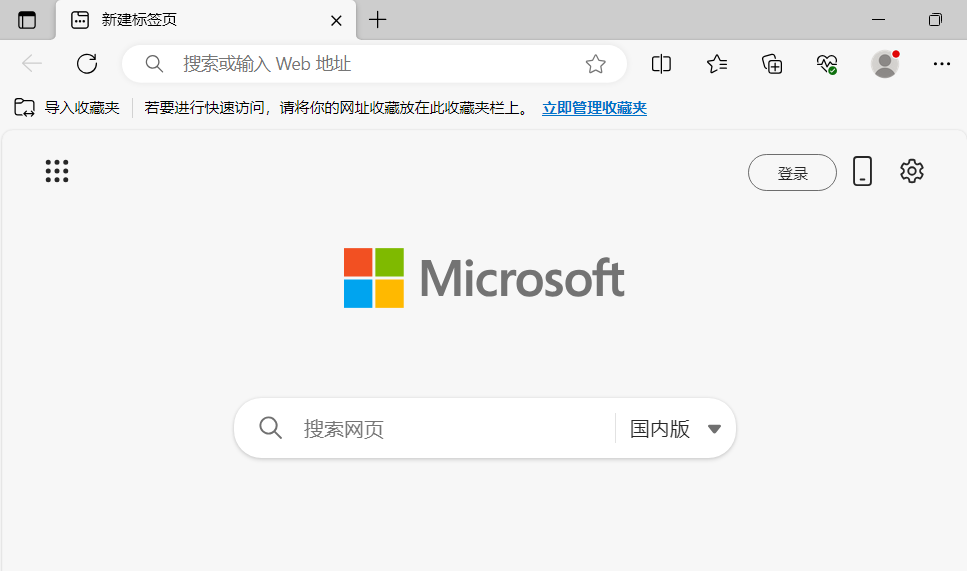 新建标签页
搜索或输入 Web 地址
导入收藏夹 若要进行快速访问，请将你的网址收藏放在此收藏夹栏上。 立即管理收藏夹
登录
Microsoft
搜索网页 国内版